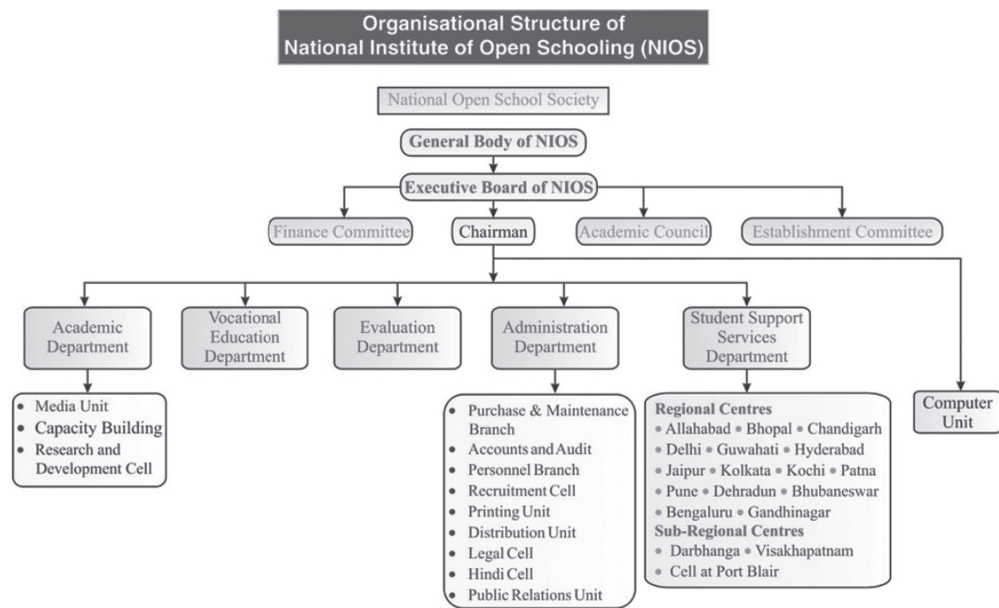 Organisational Structure of
National Institute of Open Schooling (NIOS)
National Open School Society
General Body of NIOS
Executive Board of NIOS
Finance Committee
Chairman
Academic Council
Establishment Committee
Academic
Department
Vocational
Education
Department
Evaluation
Department
Administration
Department
Student Support
Services
Department
Computer
Unit
• Media Unit
• Capacity Building
• Research and
Development Cell
• Purchase & Maintenance
Branch
• Accounts and Audit
• Personnel Branch
• Recruitment Cell
• Printing Unit
• Distribution Unit
• Legal Cell
• Hindi Cell
• Public Relations Unit
Regional Centres
• Allahabad • Bhopal • Chandigarh
• Delhi • Guwahati • Hyderabad
• Jaipur • Kolkata • Kochi • Patna
• Pune • Dehradun • Bhubaneswar
• Bengaluru • Gandhinagar
Sub-Regional Centres
• Darbhanga • Visakhapatnam
• Cell at Port Blair